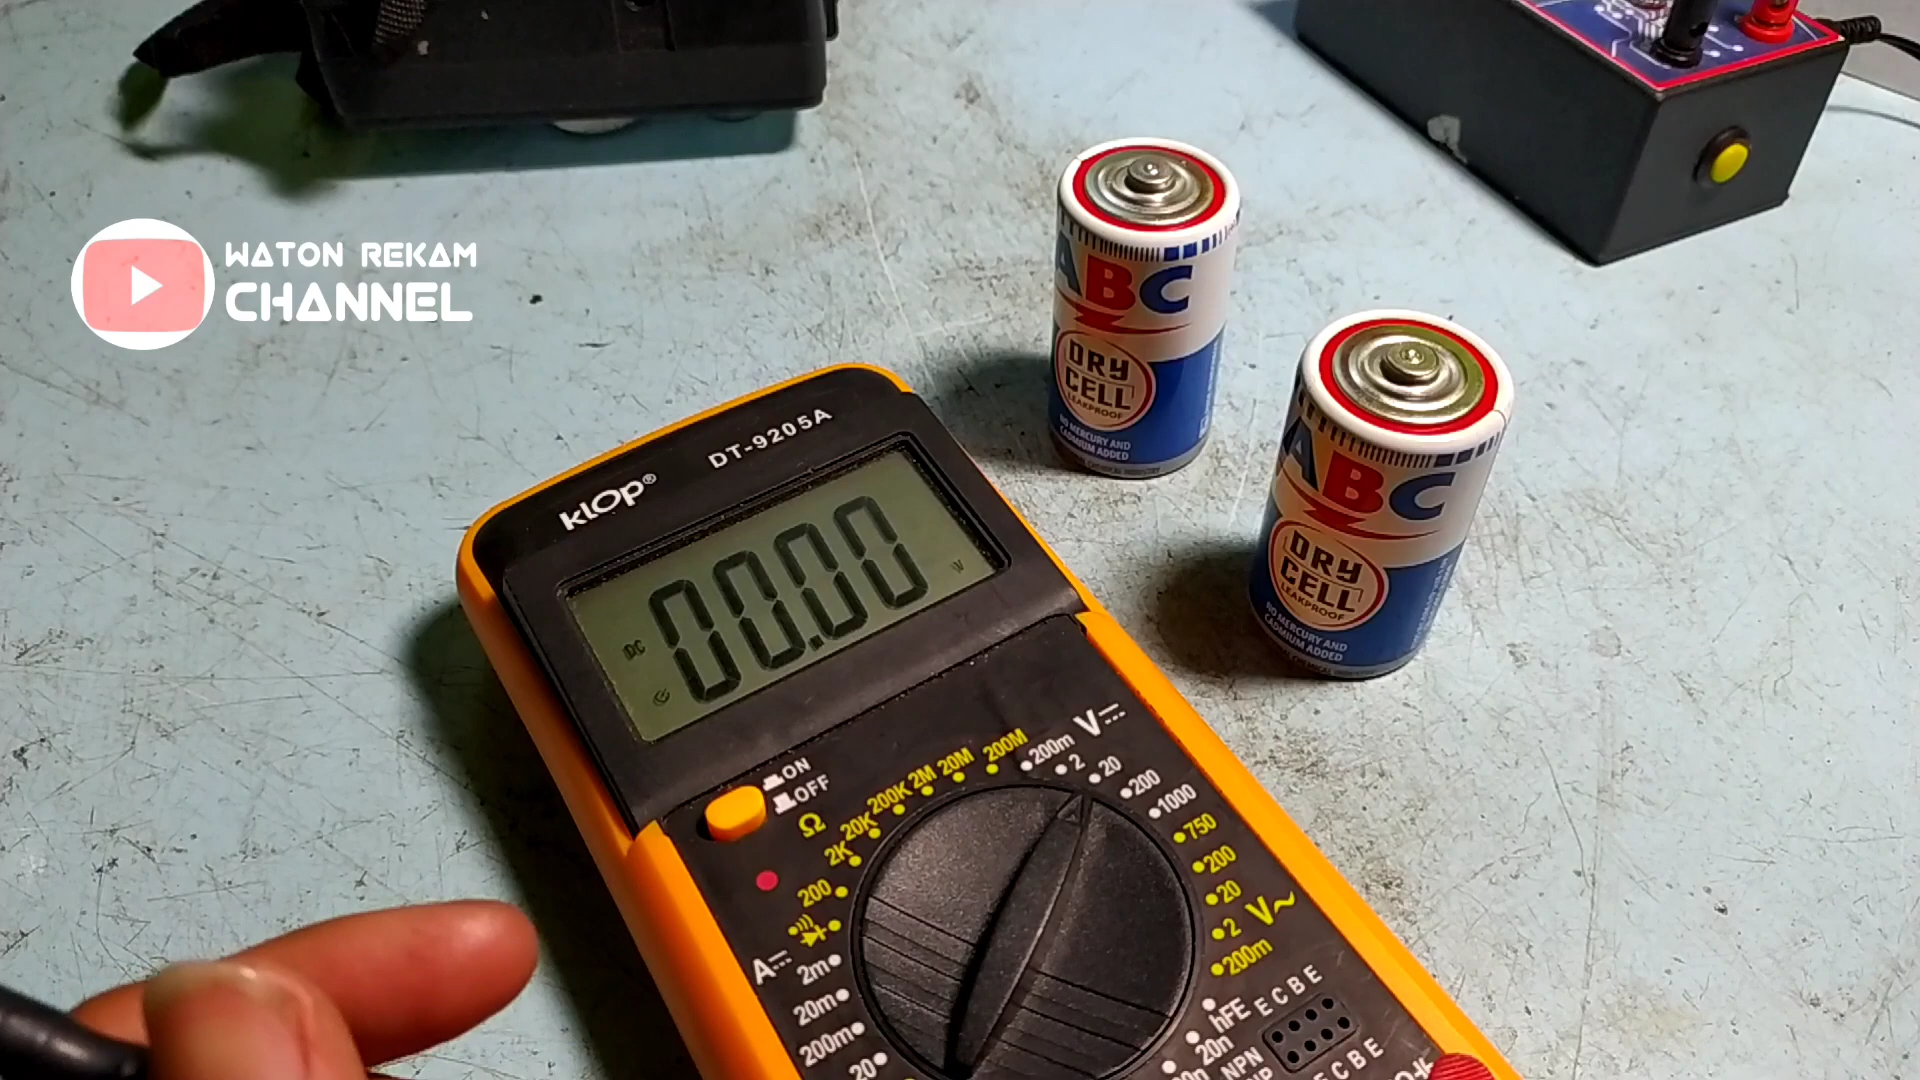 WATON REKAM
CHANNEL
ABC
DRY
CELL
LEAKPROOF
NO MERCURY AND
CADMIUM ADDED
ABC
DRY
CELL
LEAKPROOF
NO MERCURY AND
CADMIUM ADDED
KLOP®
DT-9205A
DC
00.00
ON
OFF
Ω
200
2K
20K
200K
2M
20M
200M
200m
2
20
200
1000
V
750
200
20
2
200m
V~
A
2m
20m
200m
20
hFE
E C B E
20n
NPN
E C B E